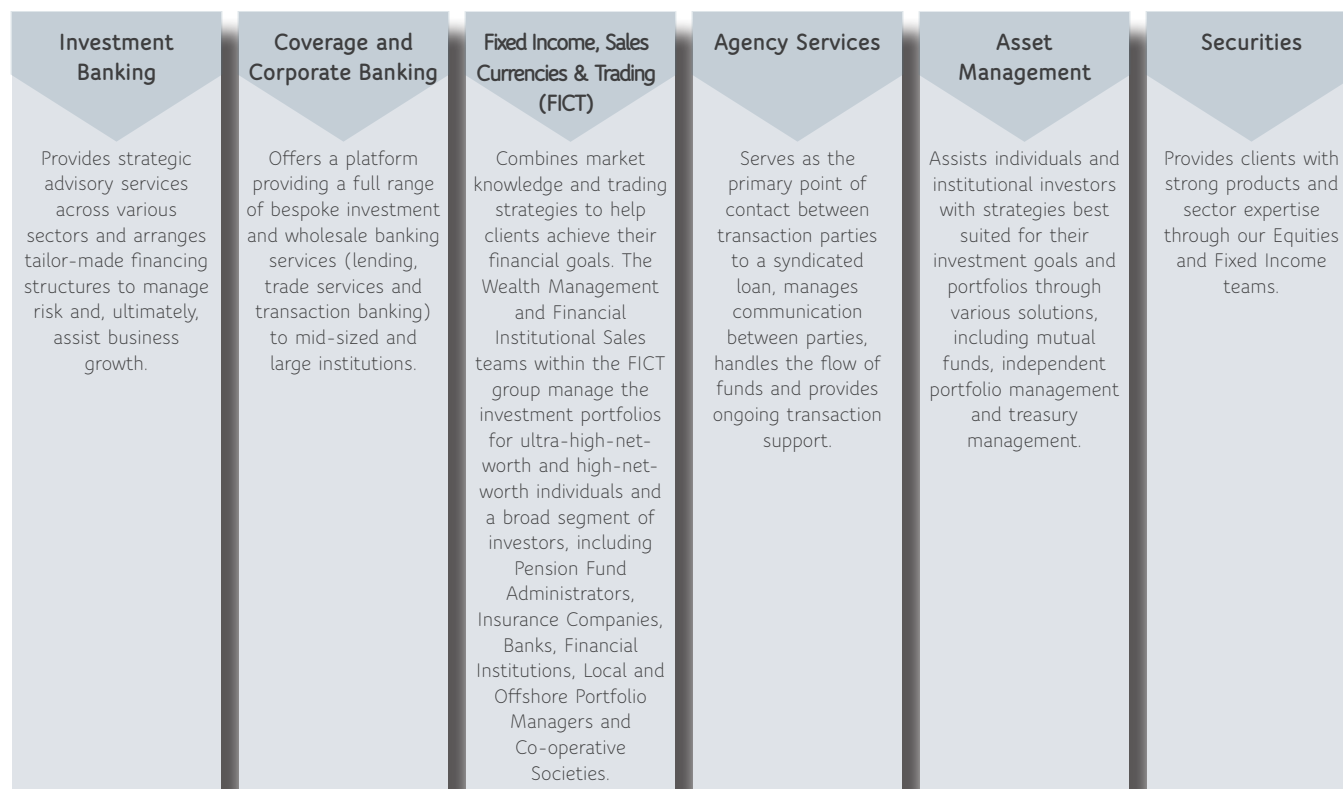 Investment
Banking
Provides strategic
advisory services
across various
sectors and arranges
tailor-made financing
structures to manage
risk and, ultimately,
assist business
growth.
Coverage and
Corporate Banking
Offers a platform
providing a full range
of bespoke investment
and wholesale banking
services (lending,
trade services and
transaction banking)
to mid-sized and
large institutions.
Fixed Income, Sales
Currencies & Trading
(FICT)
Combines market
knowledge and trading
strategies to help
clients achieve their
financial goals. The
Wealth Management
and Financial
Institutional Sales
teams within the FICT
group manage the
investment portfolios
for ultra-high-net-
worth and high-net-
worth individuals and
a broad segment of
investors, including
Pension Fund
Administrators,
Insurance Companies,
Banks, Financial
Institutions, Local and
Offshore Portfolio
Managers and
Co-operative
Societies.
Agency Services
Serves as the
primary point of
contact between
transaction parties
to a syndicated
loan, manages
communication
between parties,
handles the flow of
funds and provides
ongoing transaction
support.
Asset
Management
Assists individuals and
institutional investors
with strategies best
suited for their
investment goals and
portfolios through
various solutions,
including mutual
funds, independent
portfolio management
and treasury
management.
Securities
Provides clients with
strong products and
sector expertise
through our Equities
and Fixed Income
teams.